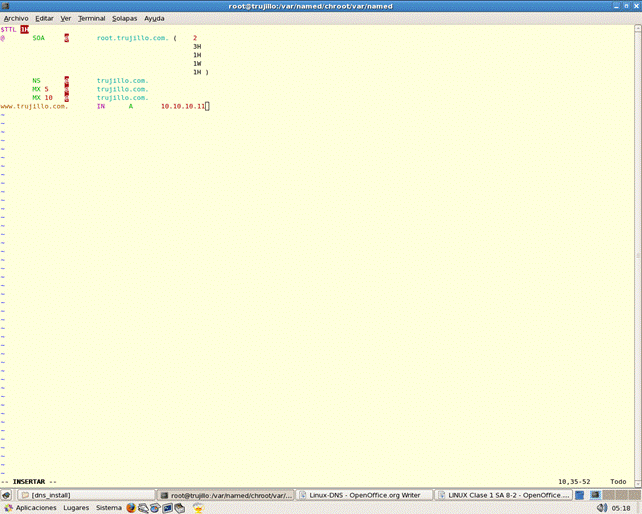 root@trujillo:/var/named/chroot/var/named
Archivo Editar Ver Terminal Solapas Ayuda
$TTL 1H
@ SOA @ root.trujillo.com. ( 2
3H
1H
1W
1H )
NS @ trujillo.com.
MX 5 @ trujillo.com.
MX 10 @ trujillo.com.
www.trujillo.com. IN A 10.10.10.11
-- INSERTAR -- 10,35-52 Todo
[dns_install] root@trujillo:/var/named/chroot/var/... Linux-DNS - OpenOffice.org Writer LINUX Clase 1 SA 8-2 - OpenOffice....
Aplicaciones Lugares Sistema 05:18